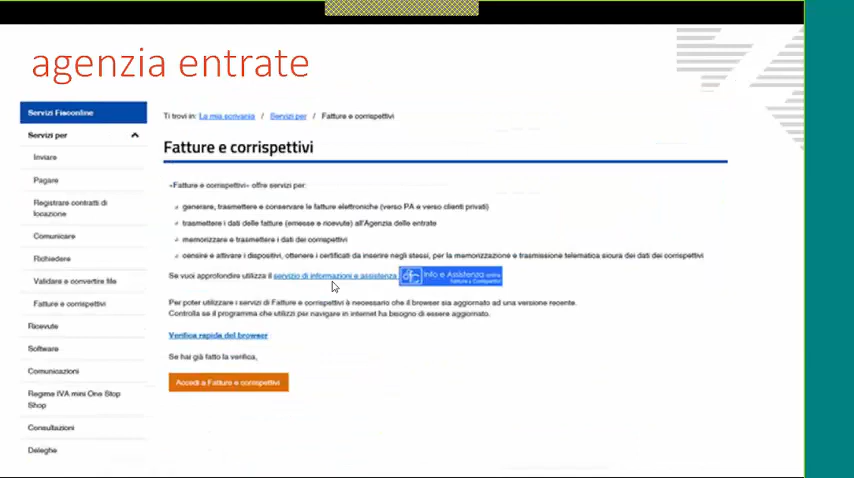 agenzia entrate
Servizi Fisconline
Servizi per
Inviare
Pagare
Registrare contratti di
locazione
Comunicare
Richiedere
Validare e convertire file
Fatture e corrispettivi
Ricevute
Software
Comunicazioni
Regime IVA mini One Stop
Shop
Consultazioni
Deleghe
Ti trovi in: La mia scrivania / Servizi per / Fatture e corrispettivi
Fatture e corrispettivi
«Fatture e corrispettivi» offre servizi per:
generare, trasmettere e conservare le fatture elettroniche (verso PA e verso clienti privati)
trasmettere i dati delle fatture (emesse e ricevute) all'Agenzia delle entrate
memorizzare e trasmettere i dati dei corrispettivi
censire e attivare i dispositivi, ottenere i certificati da inserire negli stessi, per la memorizzazione e trasmissione telematica sicura dei dati dei corrispettivi
Se vuoi approfondire utilizza il servizio di informazioni e assistenza
Info e Assistenza online
Fatture e Corrispettivi
Per poter utilizzare i servizi di Fatture e corrispettivi è necessario che il browser sia aggiornato ad una versione recente.
Controlla se il programma che utilizzi per navigare in internet ha bisogno di essere aggiornato.
Verifica rapida del browser
Se hai già fatto la verifica,
Accedi a Fatture e corrispettivi